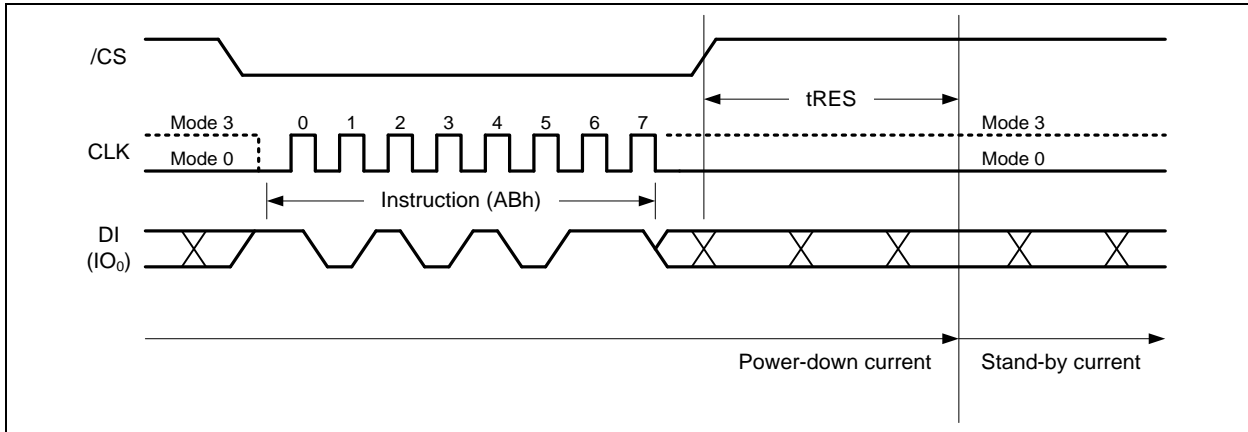 /CS
tRES
Mode 3 0 1 2 3 4 5 6 7 Mode 3
CLK
Mode 0 Mode 0
Instruction (ABh)
DI
(IO₀)
Power-down current Stand-by current